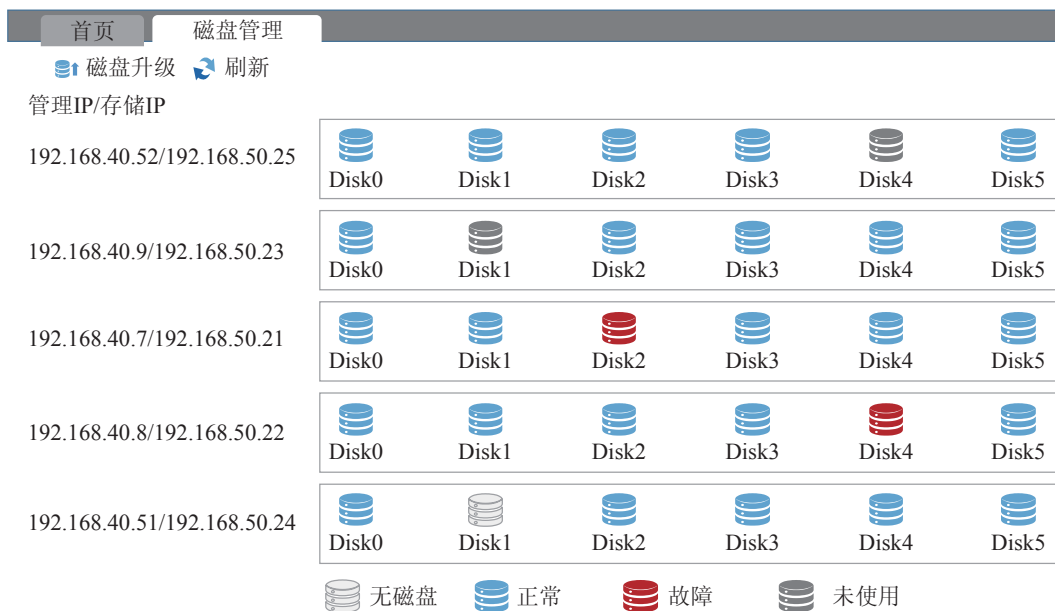 首页 磁盘管理
磁盘升级 刷新
管理IP/存储IP
192.168.40.52/192.168.50.25
Disk0 Disk1 Disk2 Disk3 Disk4 Disk5
192.168.40.9/192.168.50.23
Disk0 Disk1 Disk2 Disk3 Disk4 Disk5
192.168.40.7/192.168.50.21
Disk0 Disk1 Disk2 Disk3 Disk4 Disk5
192.168.40.8/192.168.50.22
Disk0 Disk1 Disk2 Disk3 Disk4 Disk5
192.168.40.51/192.168.50.24
Disk0 Disk1 Disk2 Disk3 Disk4 Disk5
无磁盘 正常 故障 未使用